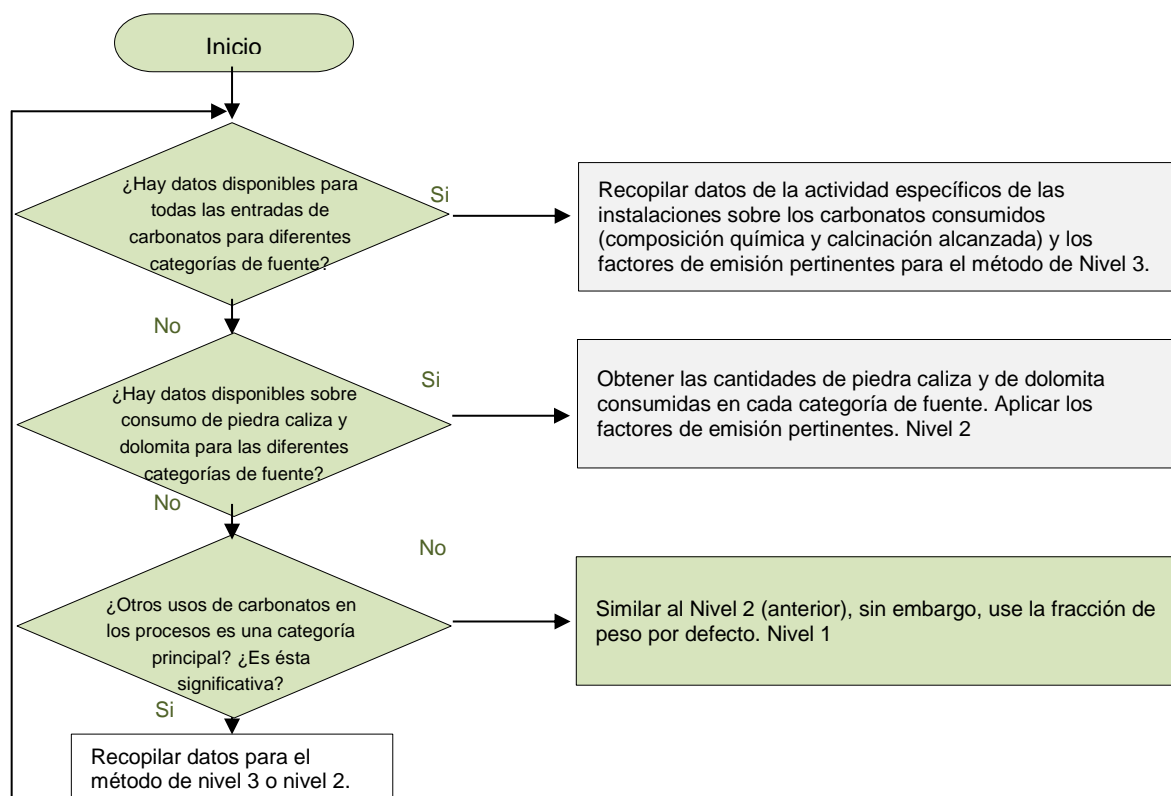 Inicio
¿Hay datos disponibles para
todas las entradas de
carbonatos para diferentes
categorías de fuente?
Si
Recopilar datos de la actividad específicos de las
instalaciones sobre los carbonatos consumidos
(composición química y calcinación alcanzada) y los
factores de emisión pertinentes para el método de Nivel 3.
No
¿Hay datos disponibles sobre
consumo de piedra caliza y
dolomita para las diferentes
categorías de fuente?
Si
Obtener las cantidades de piedra caliza y de dolomita
consumidas en cada categoría de fuente. Aplicar los
factores de emisión pertinentes. Nivel 2
No
¿Otros usos de carbonatos en
los procesos es una categoría
principal? ¿Es ésta
significativa?
No
Similar al Nivel 2 (anterior), sin embargo, use la fracción de
peso por defecto. Nivel 1
Si
Recopilar datos para el
método de nivel 3 o nivel 2.